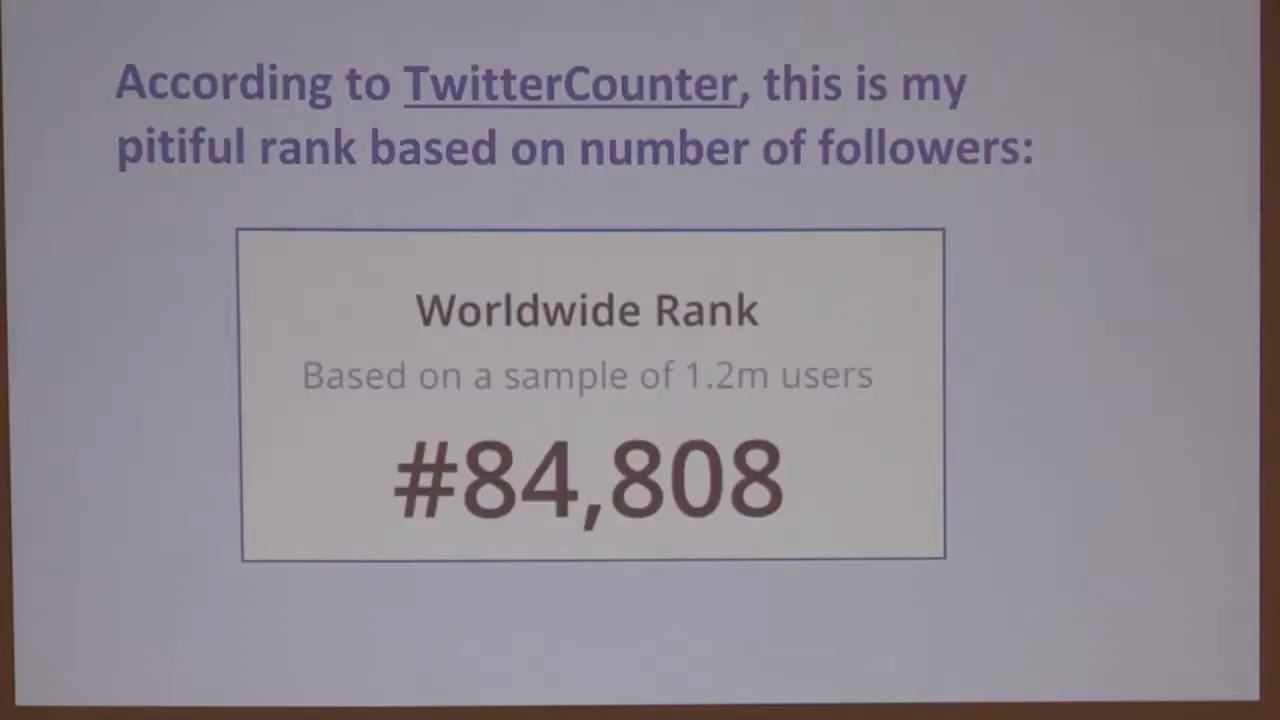 According to TwitterCounter, this is my
pitiful rank based on number of followers:
Worldwide Rank
Based on a sample of 1.2m users
#84,808